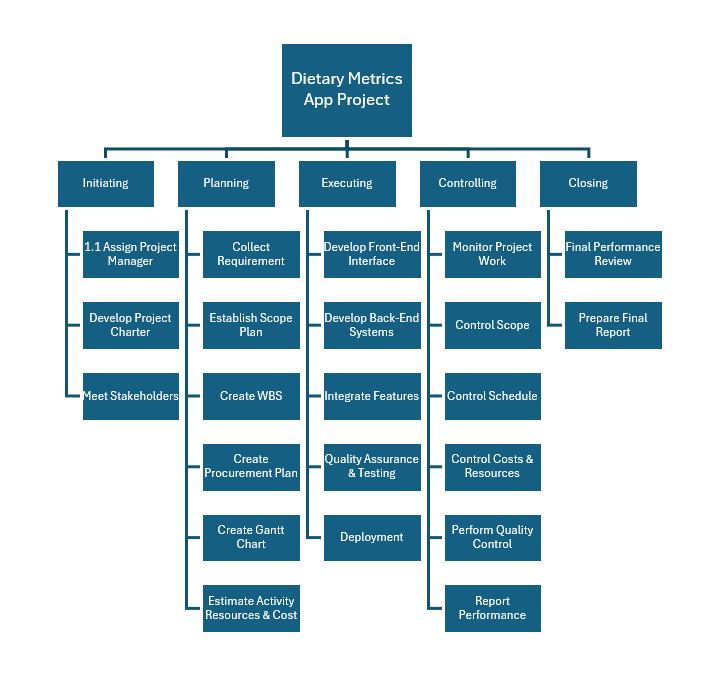 Dietary Metrics
App Project
Initiating
Planning
Executing
Controlling
Closing
1.1 Assign Project
Manager
Develop Project
Charter
Meet Stakeholders
Collect
Requirement
Establish Scope
Plan
Create WBS
Create
Procurement Plan
Create Gantt
Chart
Estimate Activity
Resources & Cost
Develop Front-End
Interface
Develop Back-End
Systems
Integrate Features
Quality Assurance
& Testing
Deployment
Monitor Project
Work
Control Scope
Control Schedule
Control Costs &
Resources
Perform Quality
Control
Report
Performance
Final Performance
Review
Prepare Final
Report